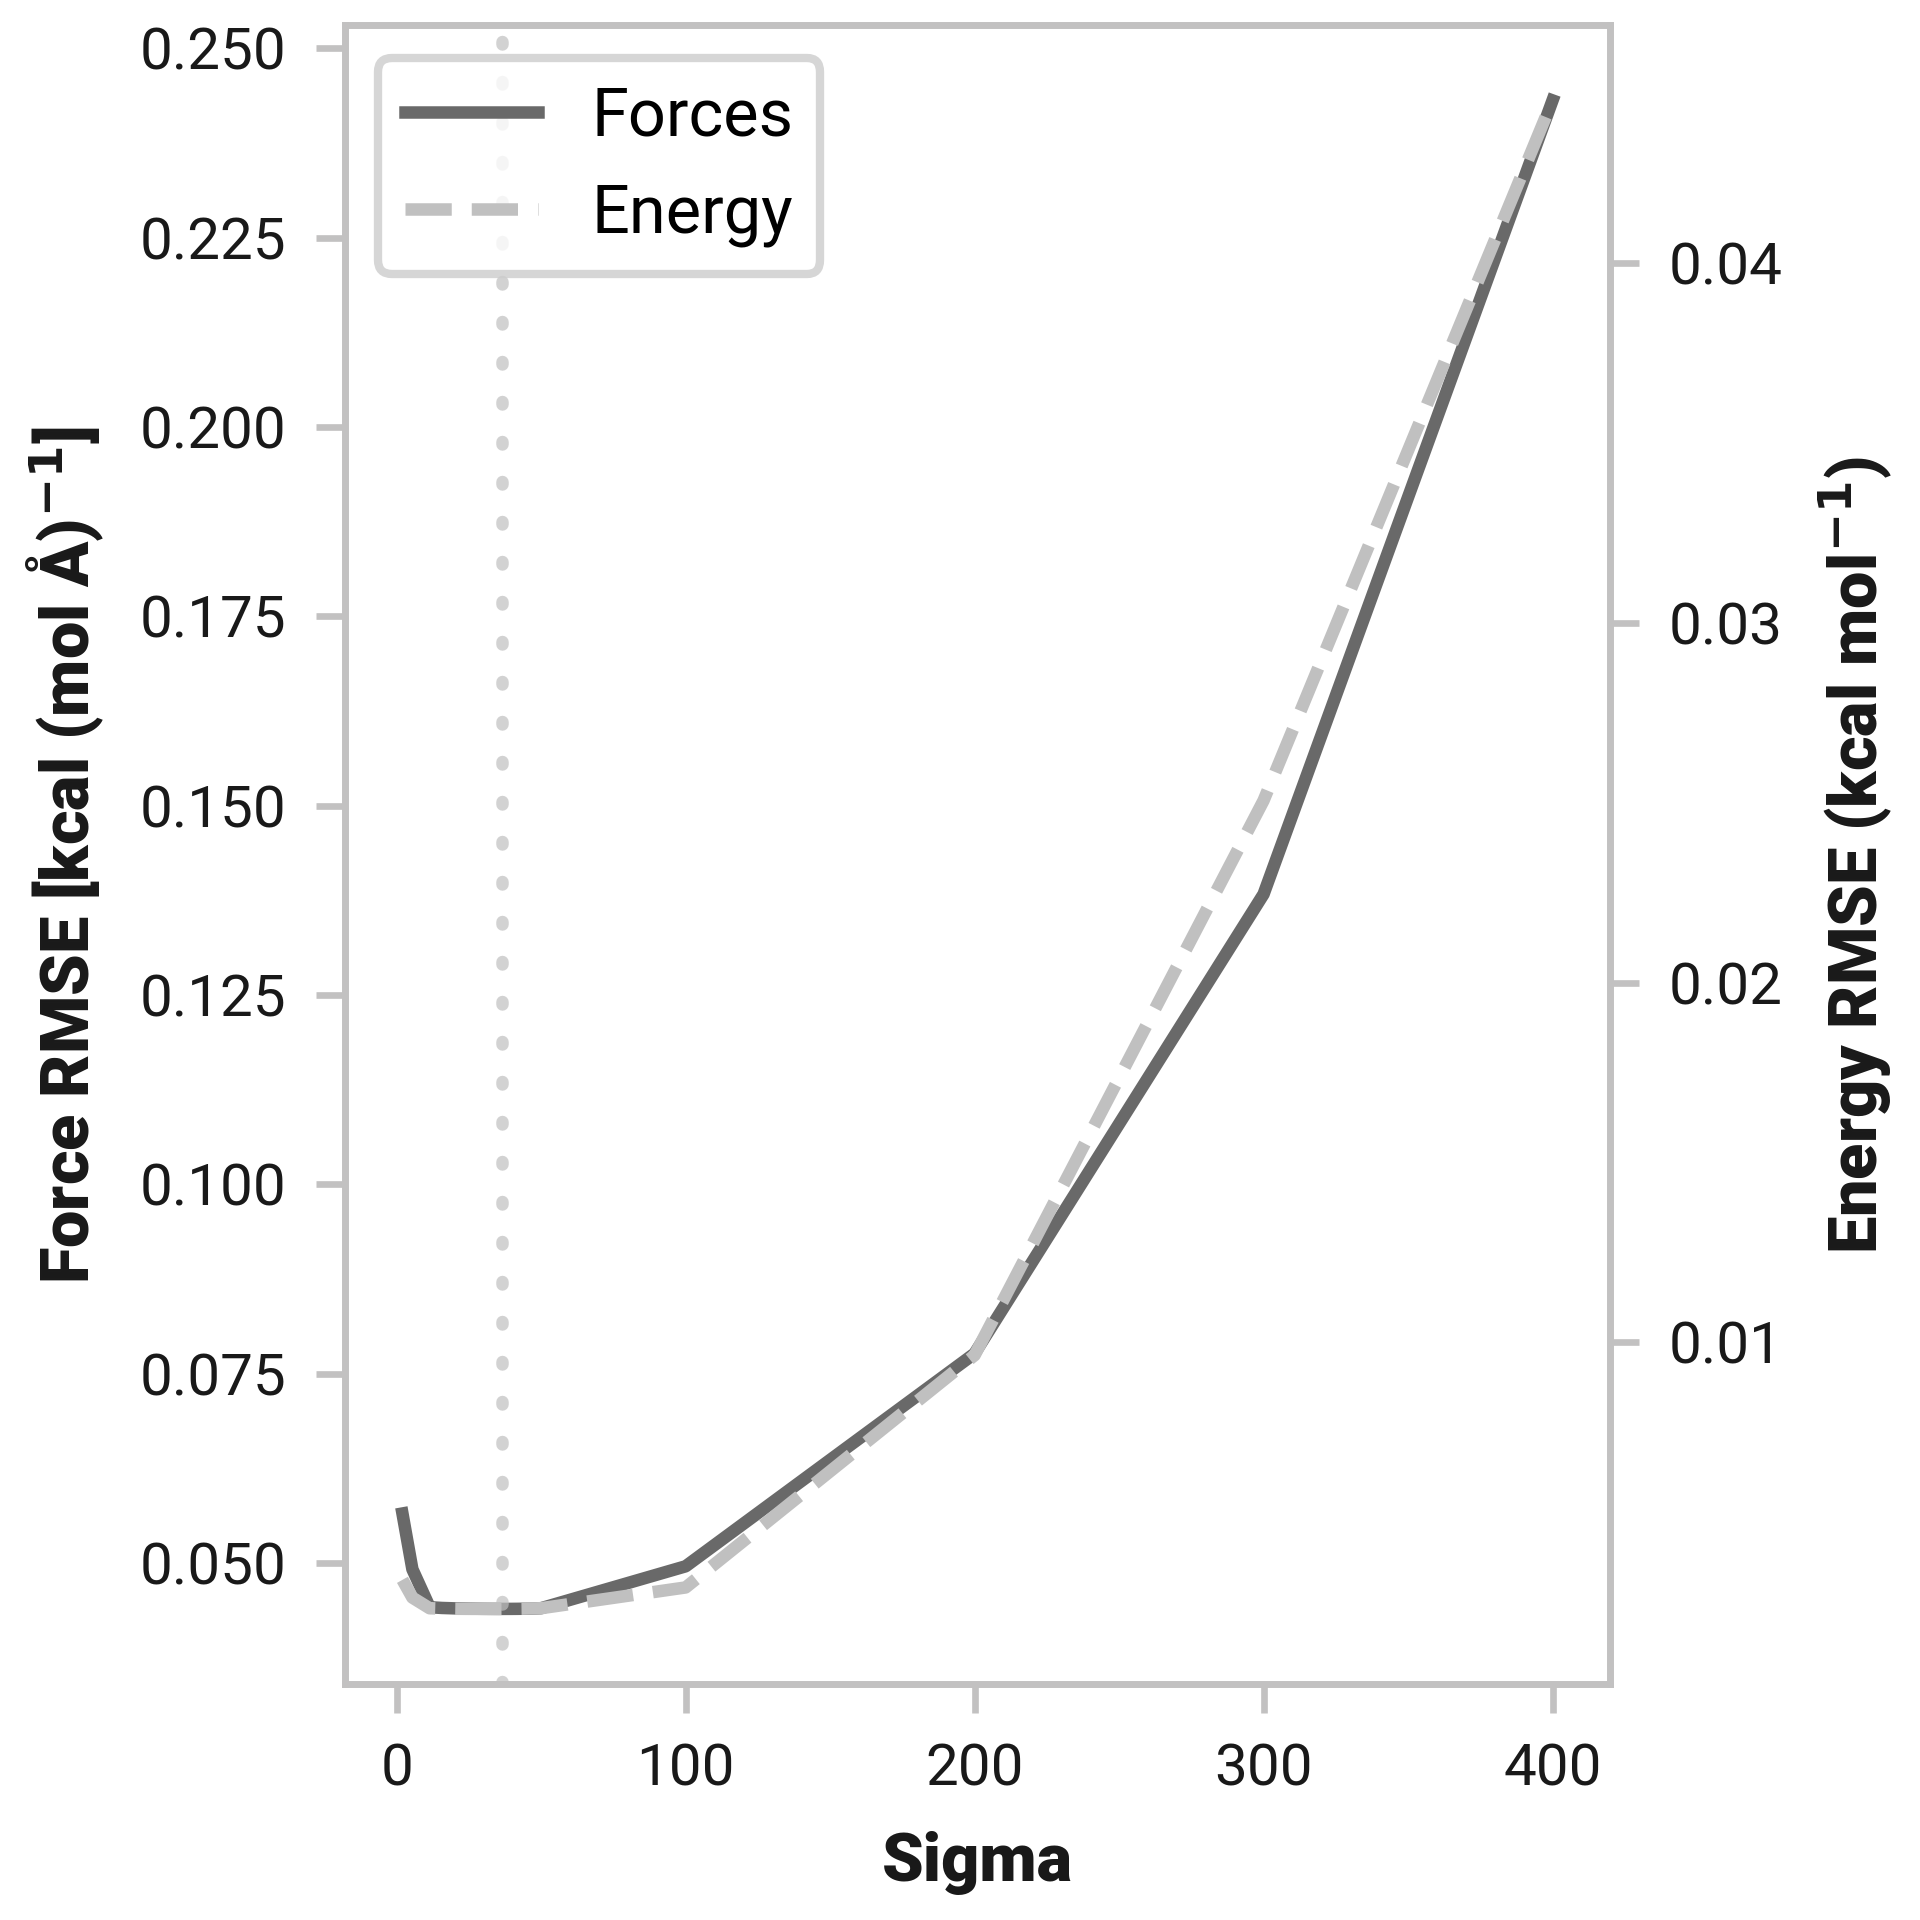 Forces
Energy
Force RMSE [kcal (mol Å)⁻¹]
0.250
0.225
0.200
0.175
0.150
0.125
0.100
0.075
0.050
0.04
0.03
0.02
0.01
Energy RMSE (kcal mol⁻¹)
0 100 200 300 400
Sigma